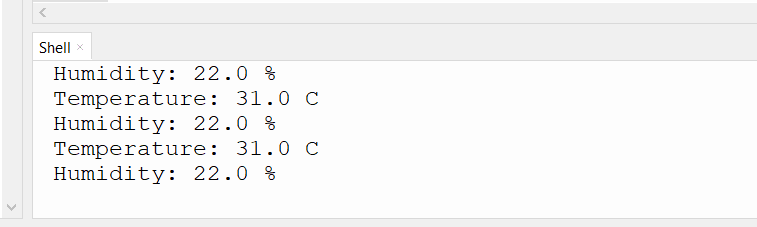 Shell ×
Humidity: 22.0 %
Temperature: 31.0 C
Humidity: 22.0 %
Temperature: 31.0 C
Humidity: 22.0 %